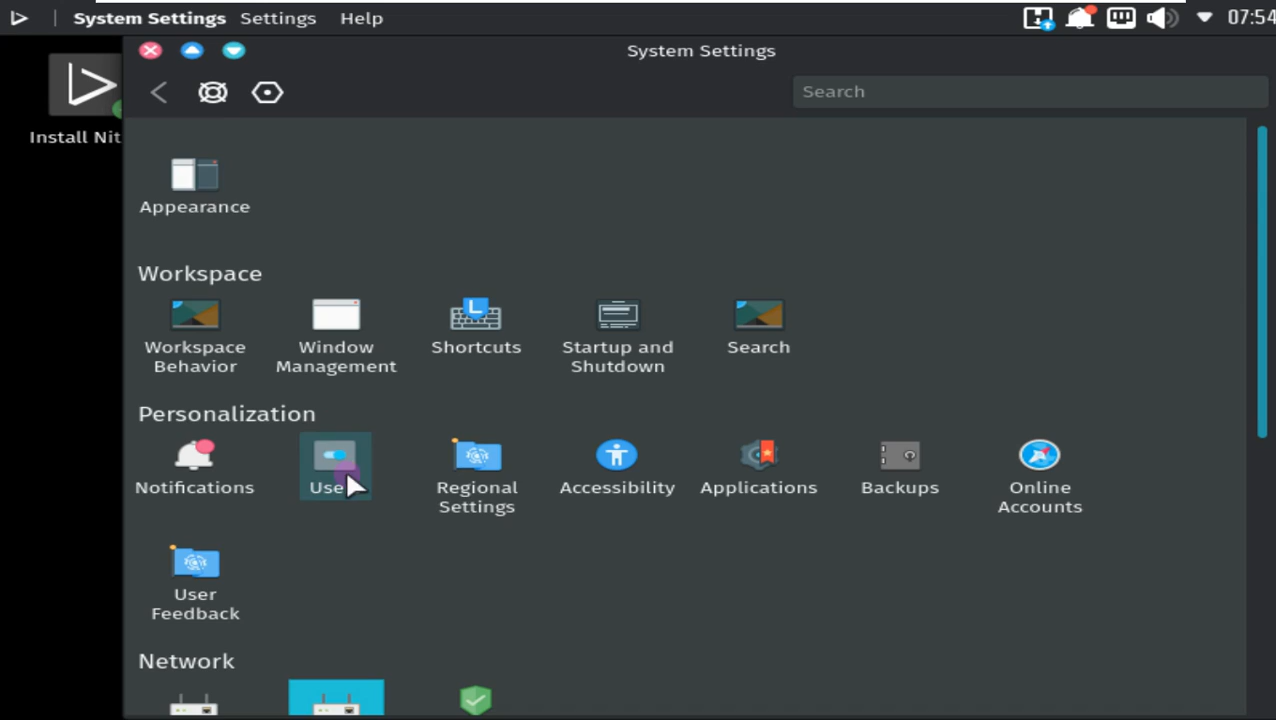 System Settings Settings Help 07:54
System Settings
Search
Install Nit
Appearance
Workspace
Workspace Behavior
Window Management
Shortcuts
Startup and Shutdown
Search
Personalization
Notifications
Use
Regional Settings
Accessibility
Applications
Backups
Online Accounts
User Feedback
Network